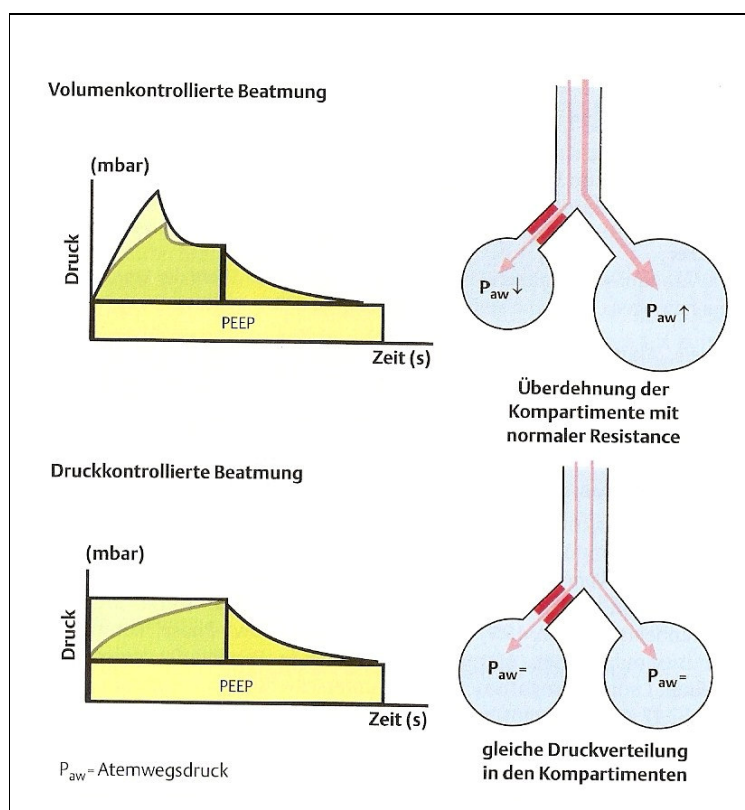 Volumenkontrollierte Beatmung
(mbar)
Druck
PEEP
Zeit (s)
Paw↓
Paw↑
Überdehnung der
Kompartimente mit
normaler Resistance
Druckkontrollierte Beatmung
(mbar)
Druck
PEEP
Zeit (s)
Paw=
Paw=
gleiche Druckverteilung
in den Kompartimenten
Paw= Atemwegsdruck